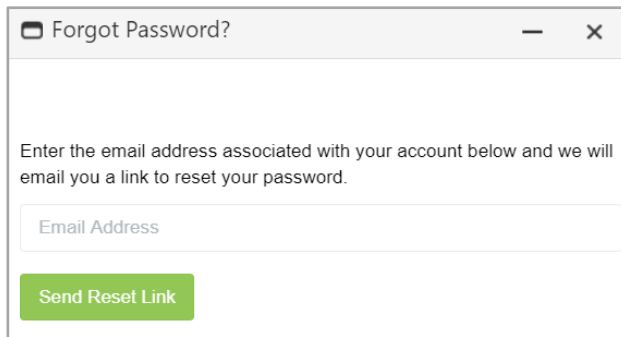 Forgot Password?
Enter the email address associated with your account below and we will
email you a link to reset your password.
Email Address
Send Reset Link